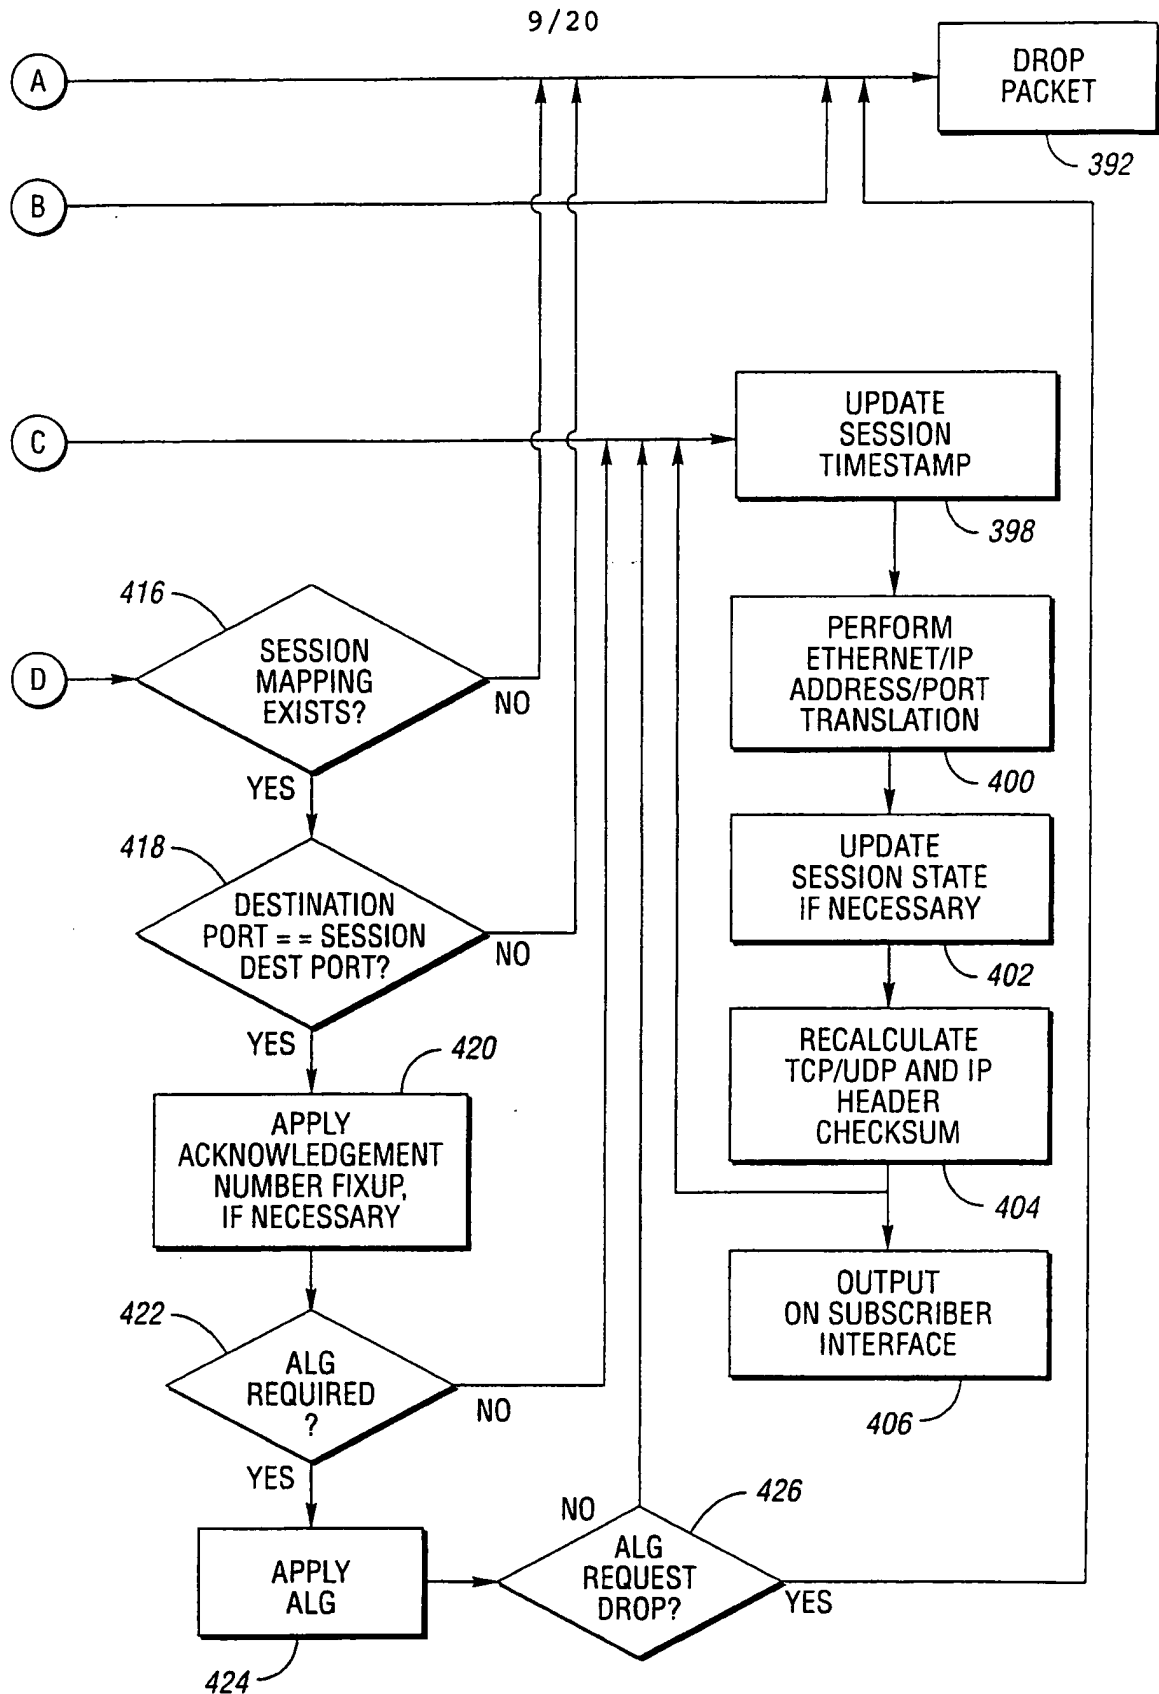 9/20
A
DROP
PACKET
392
B
C
UPDATE
SESSION
TIMESTAMP
398
416
D
SESSION
MAPPING
EXISTS?
NO
YES
PERFORM
ETHERNET/IP
ADDRESS/PORT
TRANSLATION
400
418
DESTINATION
PORT == SESSION
DEST PORT?
NO
YES
UPDATE
SESSION STATE
IF NECESSARY
402
420
APPLY
ACKNOWLEDGEMENT
NUMBER FIXUP,
IF NECESSARY
RECALCULATE
TCP/UDP AND IP
HEADER
CHECKSUM
404
422
ALG
REQUIRED
?
NO
YES
OUTPUT
ON SUBSCRIBER
INTERFACE
406
APPLY
ALG
424
NO
426
ALG
REQUEST
DROP?
YES